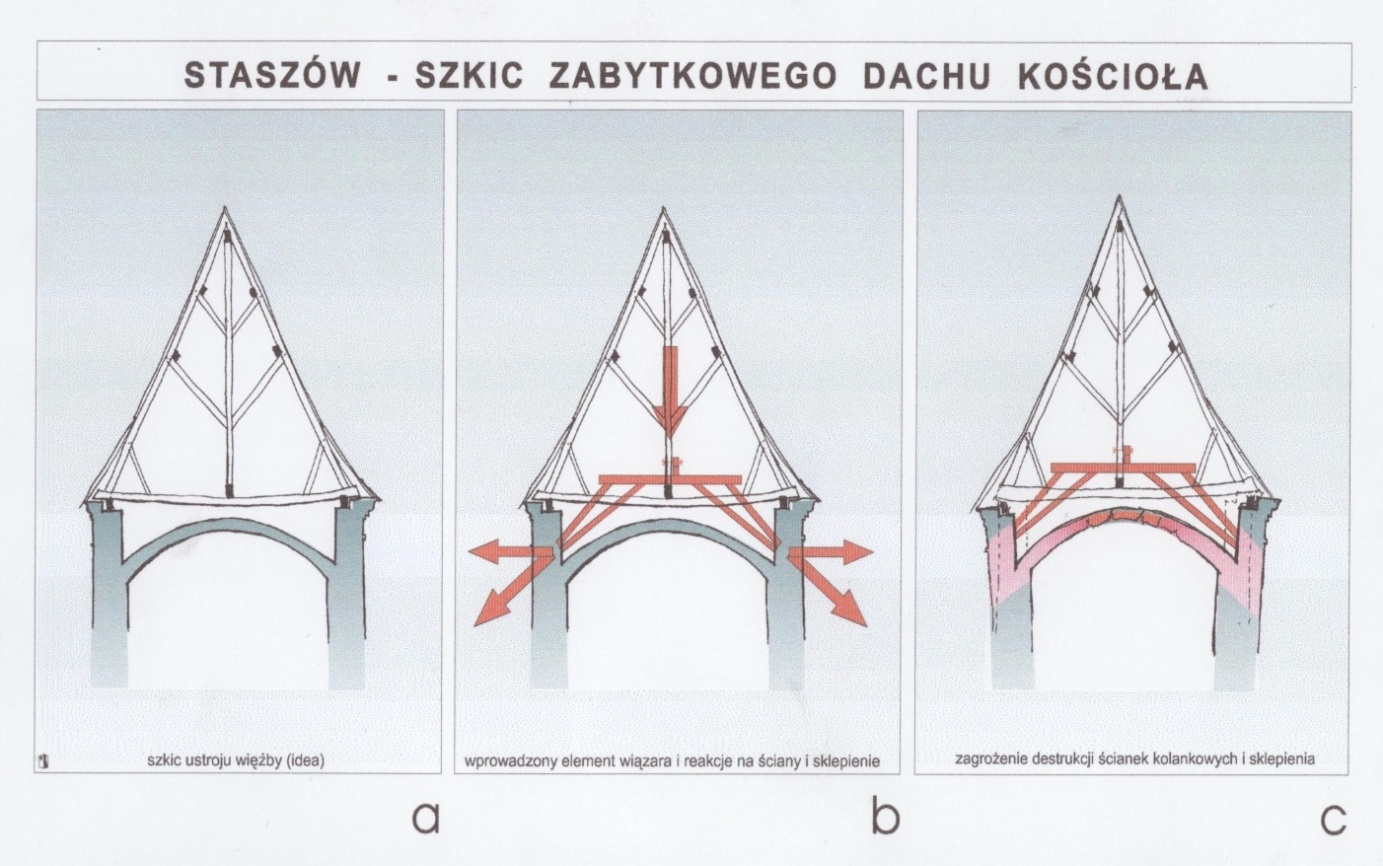 STASZÓW - SZKIC ZABYTKOWEGO DACHU KOŚCIOŁA
szkic ustroju więźby (idea)
wprowadzony element wiązara i reakcje na ściany i sklepienie
zagrożenie destrukcji ścianek kolankowych i sklepienia
a
b
c